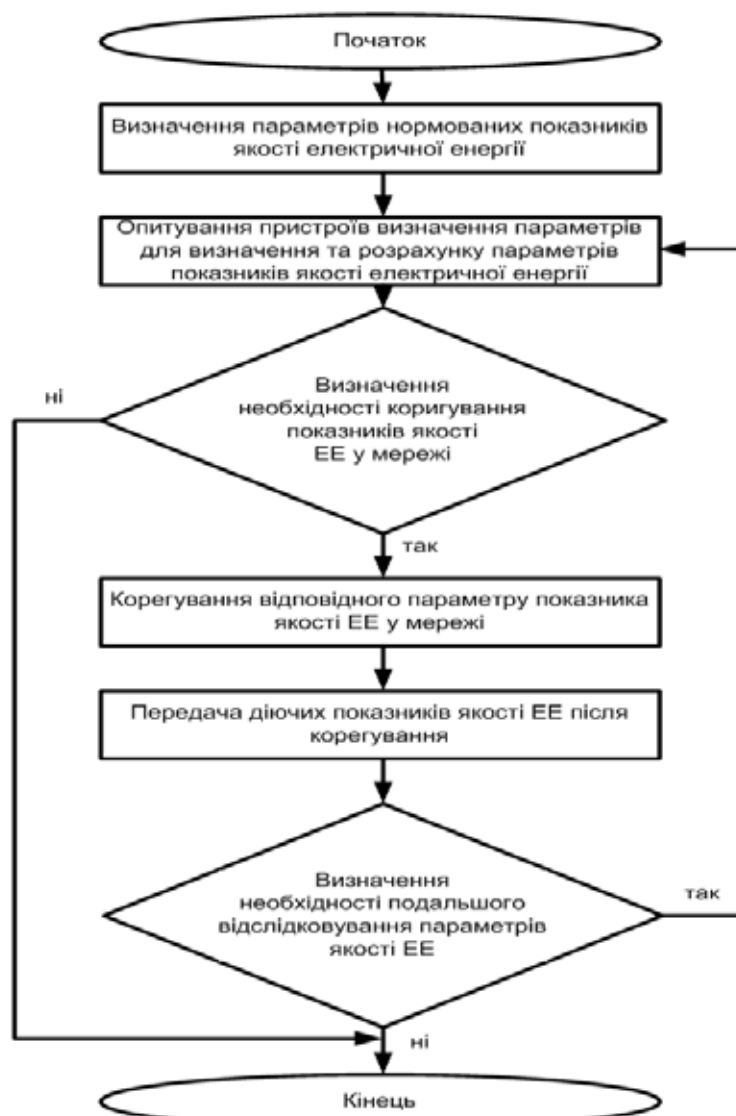 Початок
Визначення параметрів нормованих показників
якості електричної енергії
Опитування пристроїв визначення параметрів
для визначення та розрахунку параметрів
показників якості електричної енергії
ні
Визначення
необхідності коригування
показників якості
ЕЕ у мережі
так
Корегування відповідного параметру показника
якості ЕЕ у мережі
Передача діючих показників якості ЕЕ після
корегування
Визначення
необхідності подальшого
відслідковування параметрів
якості ЕЕ
так
ні
Кінець